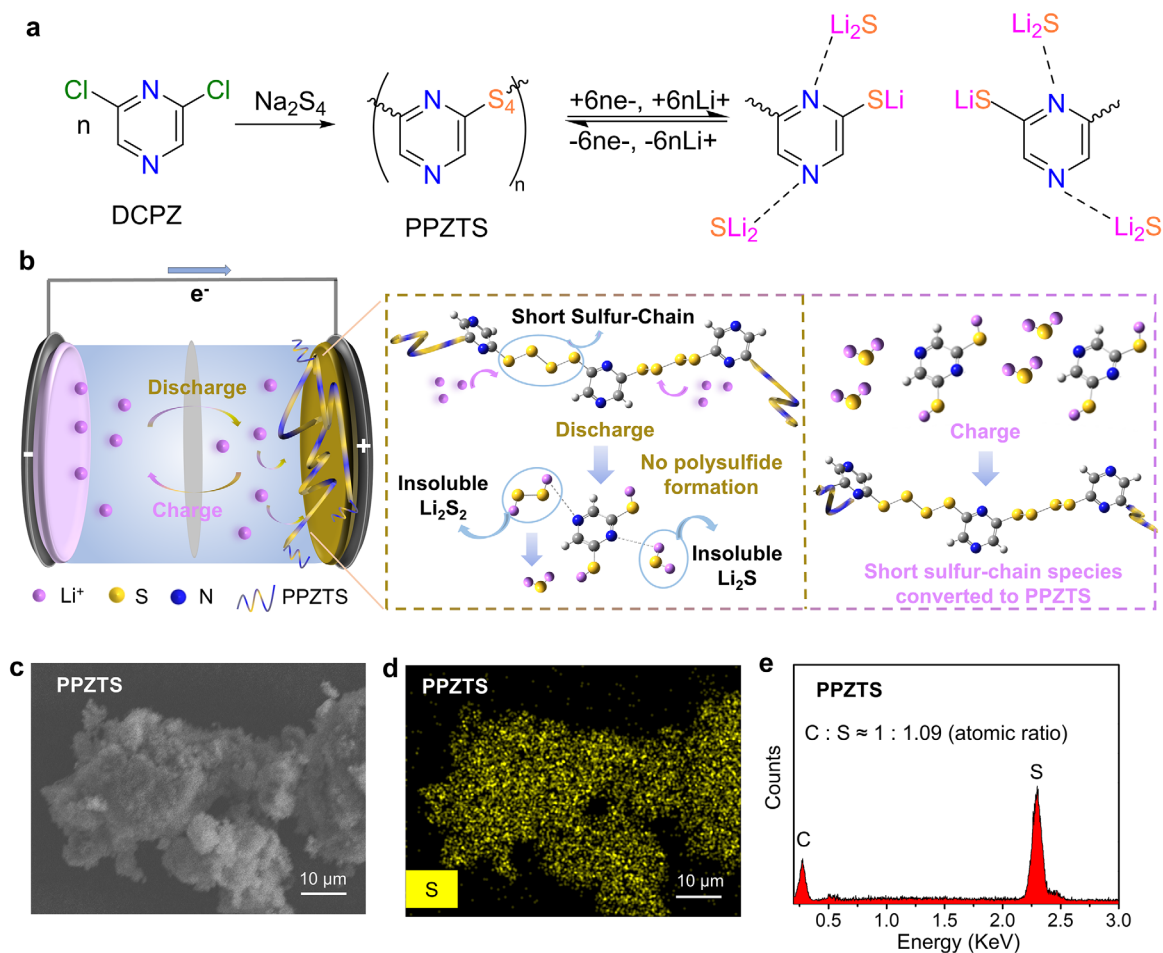 a
Cl
N
Cl
n
N
DCPZ
Na2S4
N
S4
N
n
PPZTS
+6ne-, +6nLi+
-6ne-, -6nLi+
Li2S
N
SLi
N
SLi2
Li2S
LiS
N
N
Li2S
b
e-
Discharge
Charge
-
+
Li+
S
N
PPZTS
Short Sulfur-Chain
Discharge
No polysulfide
formation
Insoluble
Li2S2
Insoluble
Li2S
Charge
Short sulfur-chain species
converted to PPZTS
c
PPZTS
10 µm
d
PPZTS
S
10 µm
e
PPZTS
C : S ≈ 1 : 1.09 (atomic ratio)
Counts
C
S
0.5 1.0 1.5 2.0 2.5 3.0
Energy (KeV)